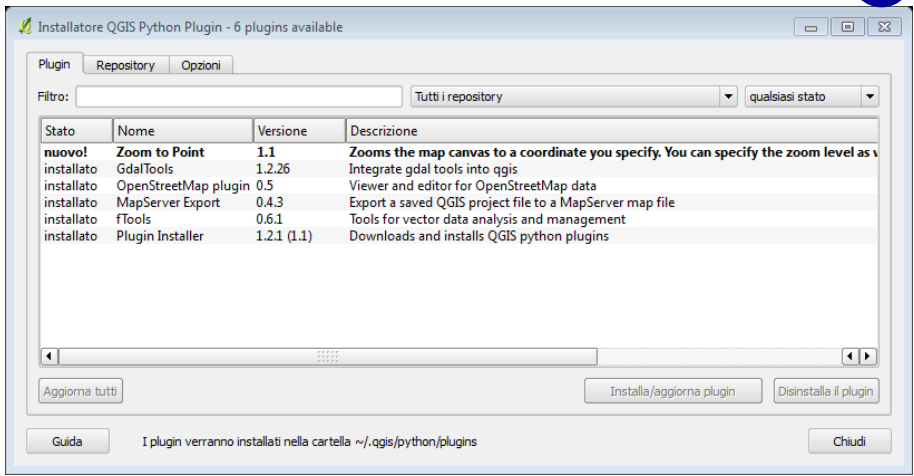 Installatore QGIS Python Plugin - 6 plugins available
Plugin Repository Opzioni
Filtro: Tutti i repository qualsiasi stato
Stato Nome Versione Descrizione
nuovo! Zoom to Point 1.1 Zooms the map canvas to a coordinate you specify. You can specify the zoom level as
installato GdalTools 1.2.26 Integrate gdal tools into qgis
installato OpenStreetMap plugin 0.5 Viewer and editor for OpenStreetMap data
installato MapServer Export 0.4.3 Export a saved QGIS project file to a MapServer map file
installato fTools 0.6.1 Tools for vector data analysis and management
installato Plugin Installer 1.2.1 (1.1) Downloads and installs QGIS python plugins
Aggiorna tutti Installa/aggiorna plugin Disinstalla il plugin
Guida I plugin verranno installati nella cartella ~/.qgis/python/plugins Chiudi